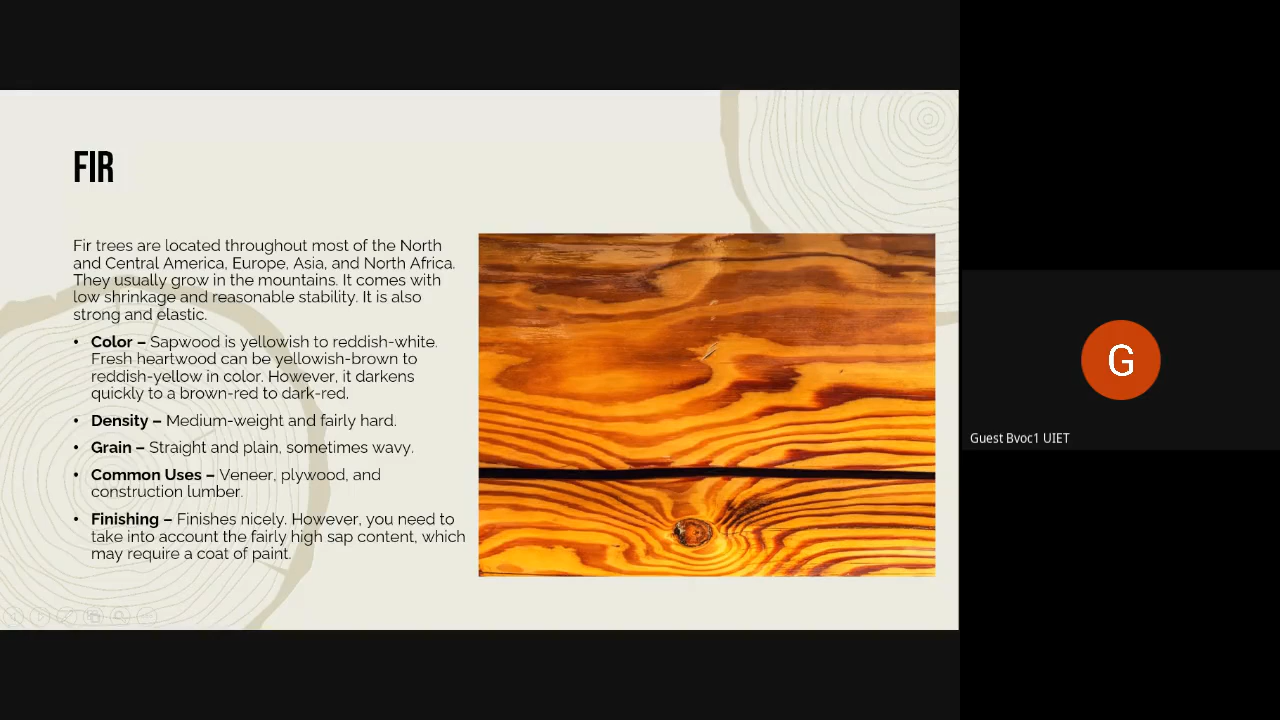 FIR
Fir trees are located throughout most of the North
and Central America, Europe, Asia, and North Africa.
They usually grow in the mountains. It comes with
low shrinkage and reasonable stability. It is also
strong and elastic.
• Color – Sapwood is yellowish to reddish-white.
Fresh heartwood can be yellowish-brown to
reddish-yellow in color. However, it darkens
quickly to a brown-red to dark-red.
• Density – Medium-weight and fairly hard.
• Grain – Straight and plain, sometimes wavy.
• Common Uses – Veneer, plywood, and
construction lumber.
• Finishing – Finishes nicely. However, you need to
take into account the fairly high sap content, which
may require a coat of paint.
G
Guest Bvoc1 UIET